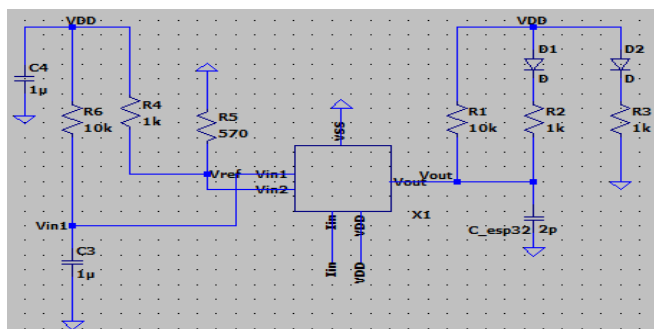 VDD
VDD
C4
1µ
R6
10k
R4
1k
R5
570
VSS
R1
10k
D1
D
R2
1k
D2
D
R3
1k
Vref
Vin1
Vin2
Vout
Vout
X1
Vin1
C3
1µ
Iin
VDD
Iin
VDD
C_esp32
2p